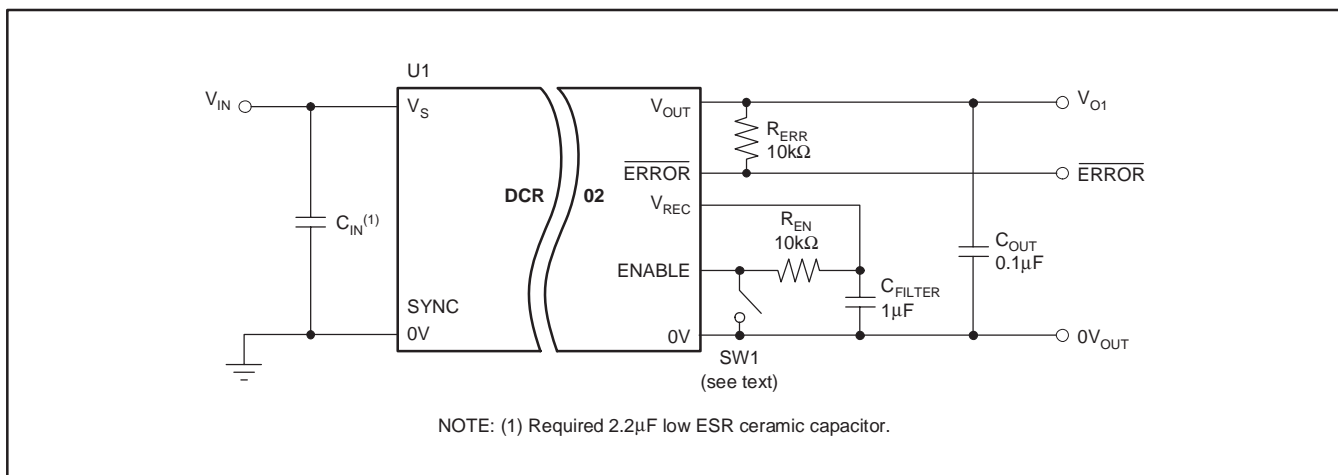 U1
V_IN
V_S
V_OUT
V_O1
R_ERR
10kΩ
ERROR
ERROR
DCR
02
V_REC
R_EN
10kΩ
C_IN(1)
C_OUT
0.1μF
ENABLE
C_FILTER
1μF
SYNC
0V
0V
0V_OUT
SW1
(see text)
NOTE: (1) Required 2.2μF low ESR ceramic capacitor.